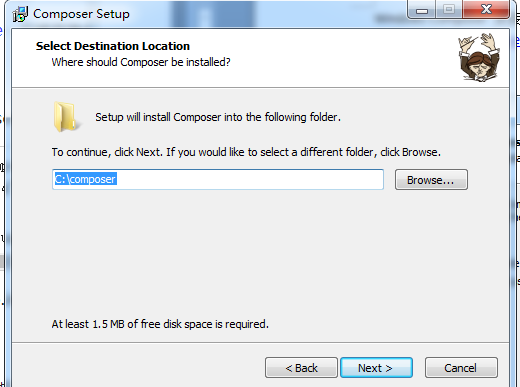 Composer Setup
Select Destination Location
Where should Composer be installed?
Setup will install Composer into the following folder.
To continue, click Next. If you would like to select a different folder, click Browse.
C:\composer
Browse...
At least 1.5 MB of free disk space is required.
< Back
Next >
Cancel